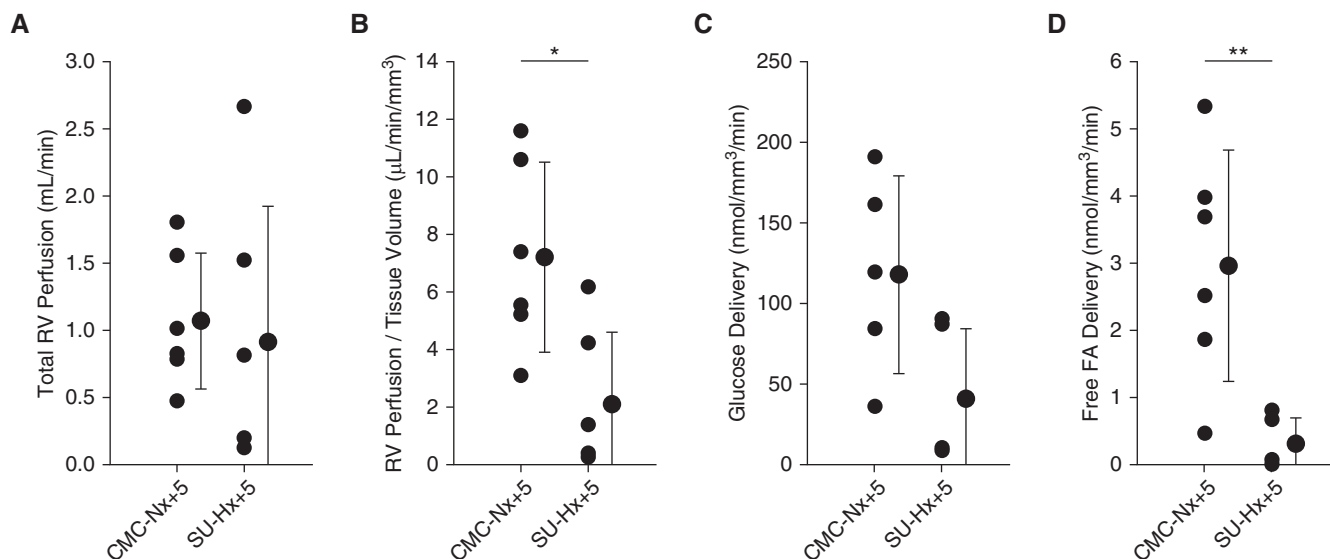 A
B
C
D
Total RV Perfusion (mL/min)
3.0
2.5
2.0
1.5
1.0
0.5
0.0
CMC-Nx+5
SU-Hx+5
RV Perfusion / Tissue Volume (μL/min/mm³)
14
12
10
8
6
4
2
0
*
CMC-Nx+5
SU-Hx+5
Glucose Delivery (nmol/mm³/min)
250
200
150
100
50
0
CMC-Nx+5
SU-Hx+5
Free FA Delivery (nmol/mm³/min)
6
5
4
3
2
1
0
**
CMC-Nx+5
SU-Hx+5